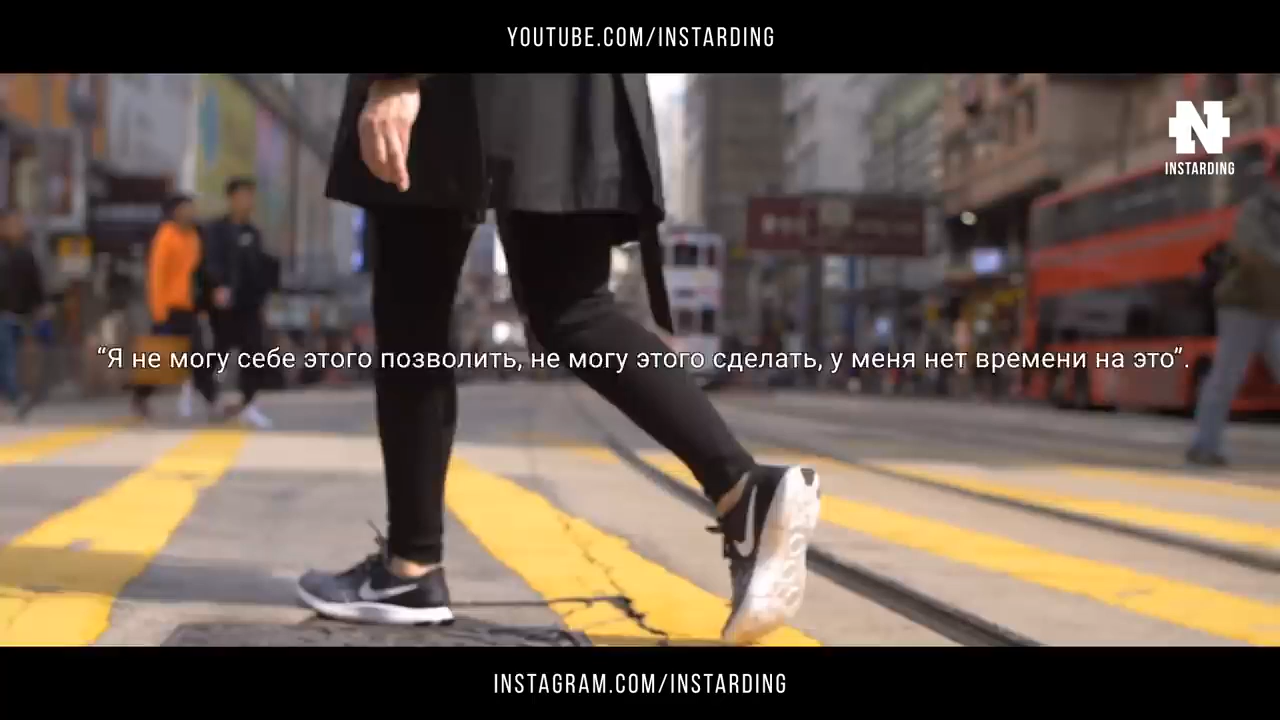 YOUTUBE.COM/INSTARDING
N
INSTARDING
“Я не могу себе этого позволить, не могу этого сделать, у меня нет времени на это”.
INSTAGRAM.COM/INSTARDING